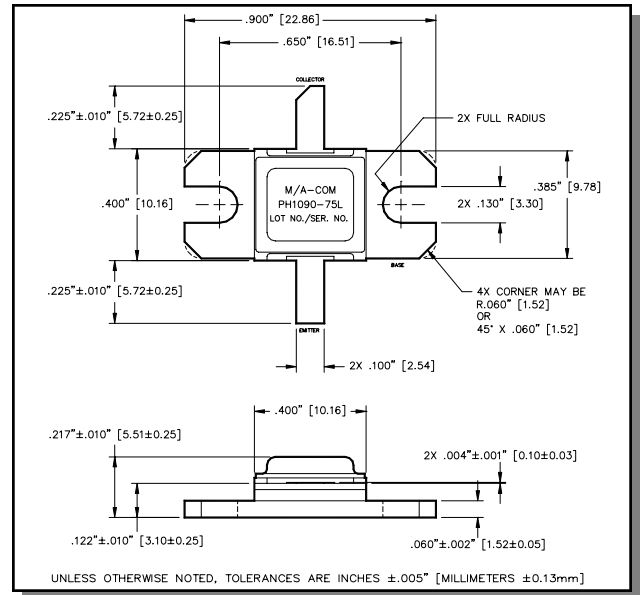 .900" [22.86]
.650" [16.51]
COLLECTOR
.225"±.010" [5.72±0.25]
2X FULL RADIUS
.400" [10.16]
M/A-COM
PH1090-75L
LOT NO./SER. NO.
.385" [9.78]
2X .130" [3.30]
BASE
.225"±.010" [5.72±0.25]
4X CORNER MAY BE
R.060" [1.52]
OR
45° X .060" [1.52]
EMITTER
2X .100" [2.54]
.400" [10.16]
.217"±.010" [5.51±0.25]
2X .004"±.001" [0.10±0.03]
.122"±.010" [3.10±0.25]
.060"±.002" [1.52±0.05]
UNLESS OTHERWISE NOTED, TOLERANCES ARE INCHES ±.005" [MILLIMETERS ±0.13mm]